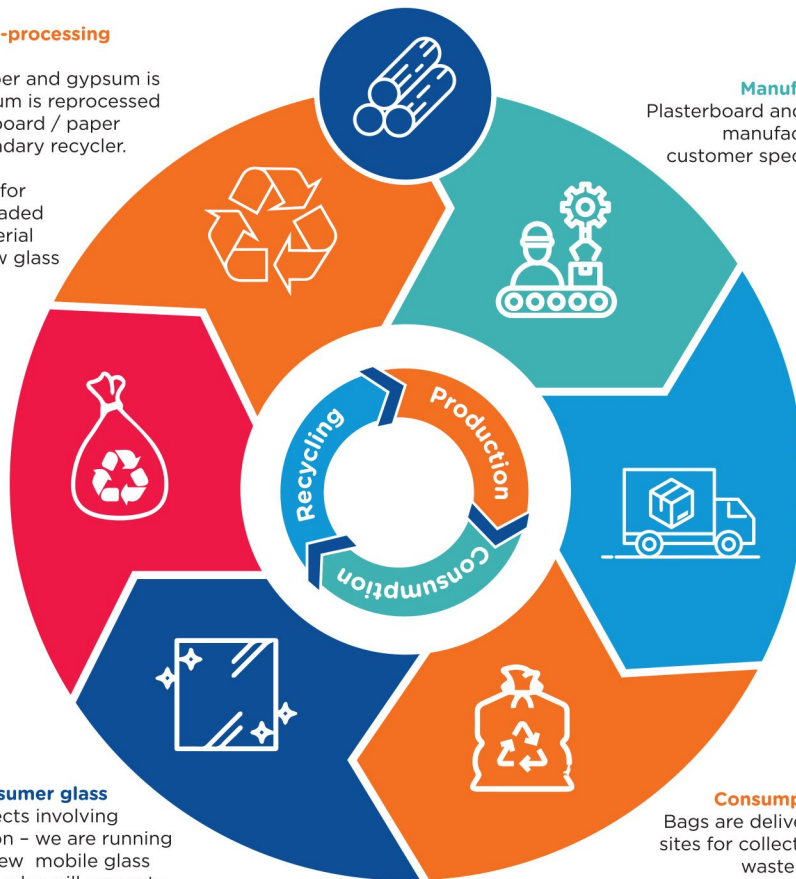 -processing
per and gypsum is
um is reprocessed
board / paper
ndary recycler.
for
aded
erial
w glass
Manuf
Plasterboard and
manufac
customer spec
Production
Consumption
Recycling
sumer glass
ects involving
on – we are running
ew mobile glass
Consump
Bags are delive
sites for collect
waste